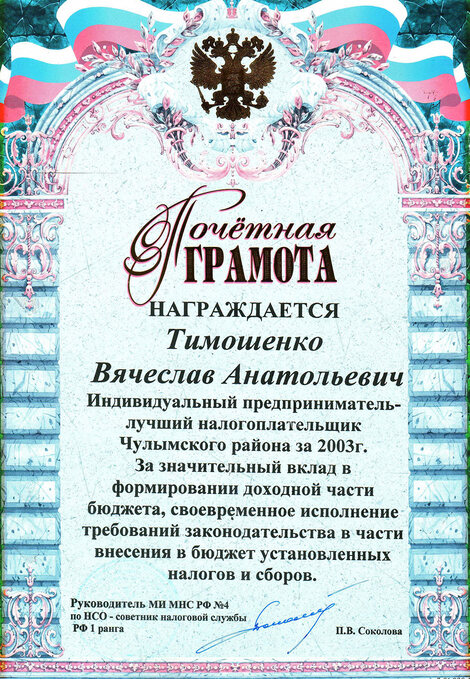 Почётная
ГРАМОТА
НАГРАЖДАЕТСЯ
Тимошенко
Вячеслав Анатольевич
Индивидуальный предприниматель-
лучший налогоплательщик
Чулымского района за 2003г.
За значительный вклад в
формировании доходной части
бюджета, своевременное исполнение
требований законодательства в части
внесения в бюджет установленных
налогов и сборов.
Руководитель МИ МНС РФ №4
по НСО - советник налоговой службы
РФ 1 ранга
П.В. Соколова